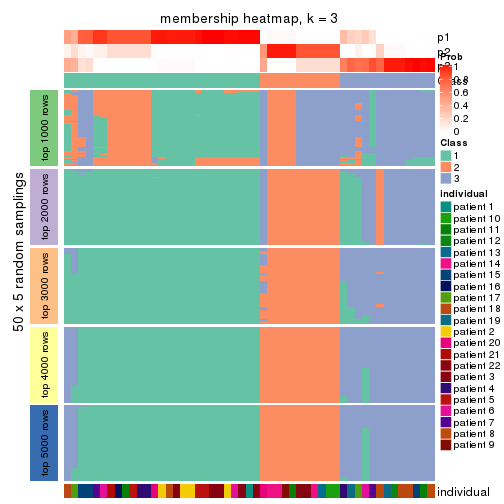 membership heatmap, k = 3
p1
p2
p3
Class
Prob
1
0.8
0.6
0.4
0.2
0
Class
1
2
3
individual
patient 1
patient 10
patient 11
patient 12
patient 13
patient 14
patient 15
patient 16
patient 17
patient 18
patient 19
patient 2
patient 20
patient 21
patient 22
patient 3
patient 4
patient 5
patient 6
patient 7
patient 8
patient 9
50 x 5 random samplings
top 1000 rows
top 2000 rows
top 3000 rows
top 4000 rows
top 5000 rows
individual